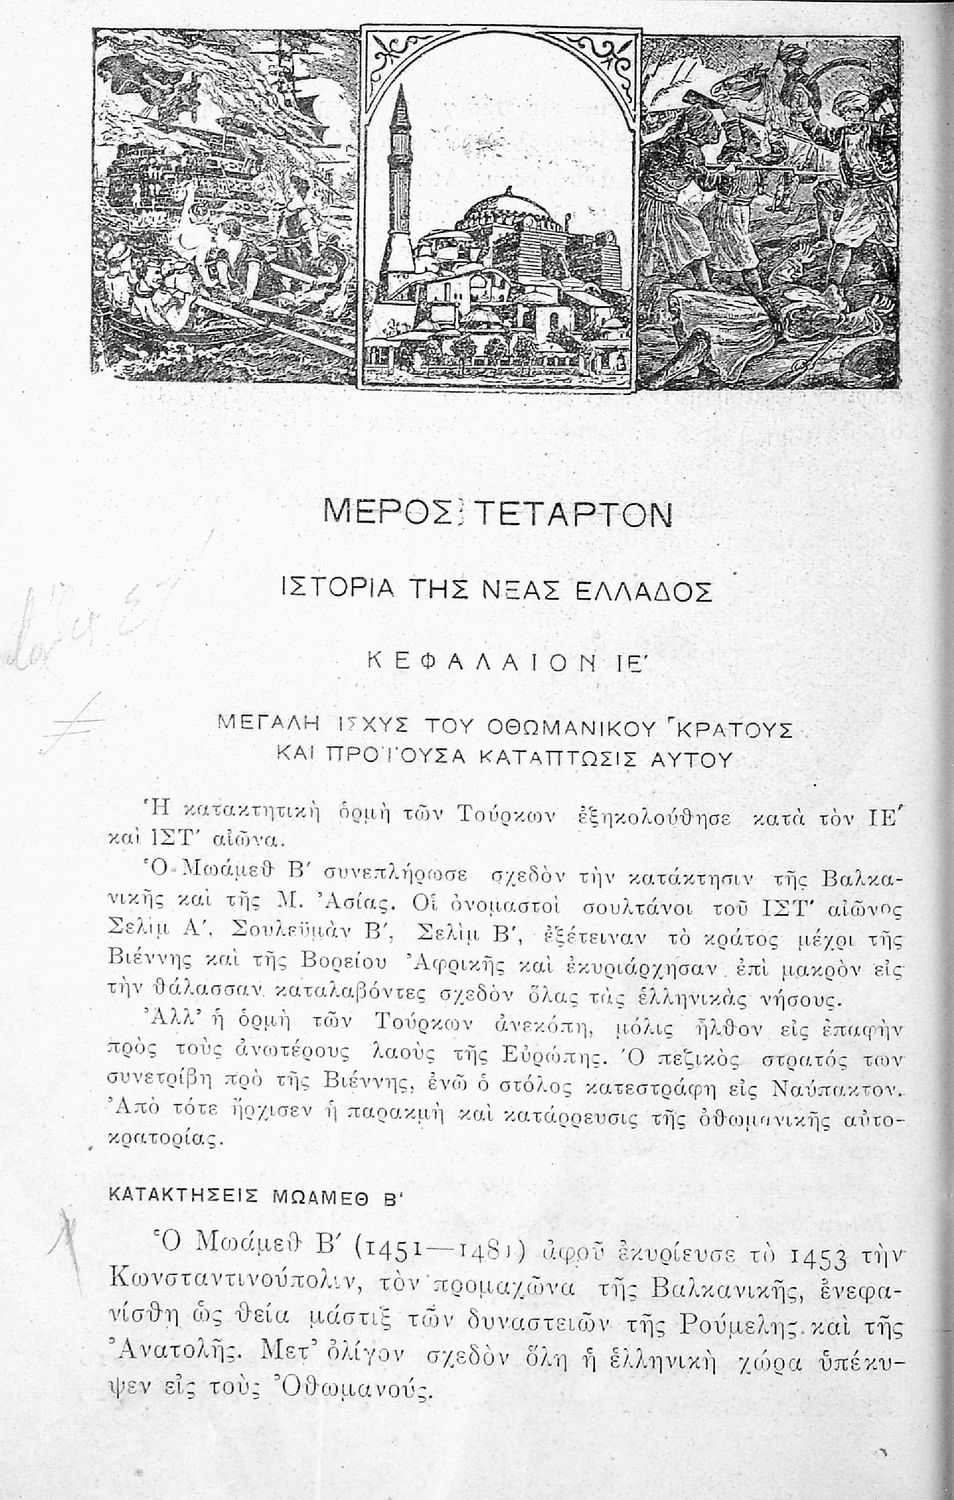 ΜΕΡΟΣ ΤΕΤΑΡΤΟΝ
ΙΣΤΟΡΙΑ ΤΗΣ ΝΕΑΣ ΕΛΛΑΔΟΣ
ΚΕΦΑΛΑΙΟΝ ΙΕ′
ΜΕΓΑΛΗ ΙΣΧΥΣ ΤΟΥ ΟΘΩΜΑΝΙΚΟΥ ΚΡΑΤΟΥΣ
ΚΑΙ ΠΡΟΪΟΥΣΑ ΚΑΤΑΠΤΩΣΙΣ ΑΥΤΟΥ
Ἡ κατακτητικὴ ὁρμὴ τῶν Τούρκων ἐξηκολούθησε κατὰ τὸν ΙΕ′
καὶ ΙΣΤ′ αἰῶνα.
Ὁ Μωάμεθ Β′ συνεπλήρωσε σχεδὸν τὴν κατάκτησιν τῆς Βαλκα-
νικῆς καὶ τῆς Μ. Ἀσίας. Οἱ ὀνομαστοὶ σουλτάνοι τοῦ ΙΣΤ′ αἰῶνος
Σελὶμ Α′, Σουλεϋμὰν Β′, Σελὶμ Β′, ἐξέτειναν τὸ κράτος μέχρι τῆς
Βιέννης καὶ τῆς Βορείου Ἀφρικῆς καὶ ἐκυριάρχησαν ἐπὶ μακρὸν εἰς
τὴν θάλασσαν καταλαβόντες σχεδὸν ὅλας τὰς ἑλληνικὰς νήσους.
Ἀλλ' ἡ ὁρμὴ τῶν Τούρκων ἀνεκόπη, μόλις ἦλθον εἰς ἐπαφὴν
πρὸς τοὺς ἀνωτέρους λαοὺς τῆς Εὐρώπης. Ὁ πεζικὸς στρατός των
συνετρίβη πρὸ τῆς Βιέννης, ἐνῶ ὁ στόλος κατεστράφη εἰς Ναύπακτον.
Ἀπὸ τότε ἤρχισεν ἡ παρακμὴ καὶ κατάρρευσις τῆς ὀθωμανικῆς αὐτο-
κρατορίας.
ΚΑΤΑΚΤΗΣΕΙΣ ΜΩΑΜΕΘ Β′
Ὁ Μωάμεθ Β′ (1451—1481) ἀφοῦ ἐκυρίευσε τὸ 1453 τὴν
Κωνσταντινούπολιν, τὸν προμαχῶνα τῆς Βαλκανικῆς, ἐνεφα-
νίσθη ὡς θεία μάστιξ τῶν δυναστειῶν τῆς Ρούμελης καὶ τῆς
Ἀνατολῆς. Μετ' ὀλίγον σχεδὸν ὅλη ἡ ἑλληνικὴ χώρα ὑπέκυ-
ψεν εἰς τοὺς Ὀθωμανούς.